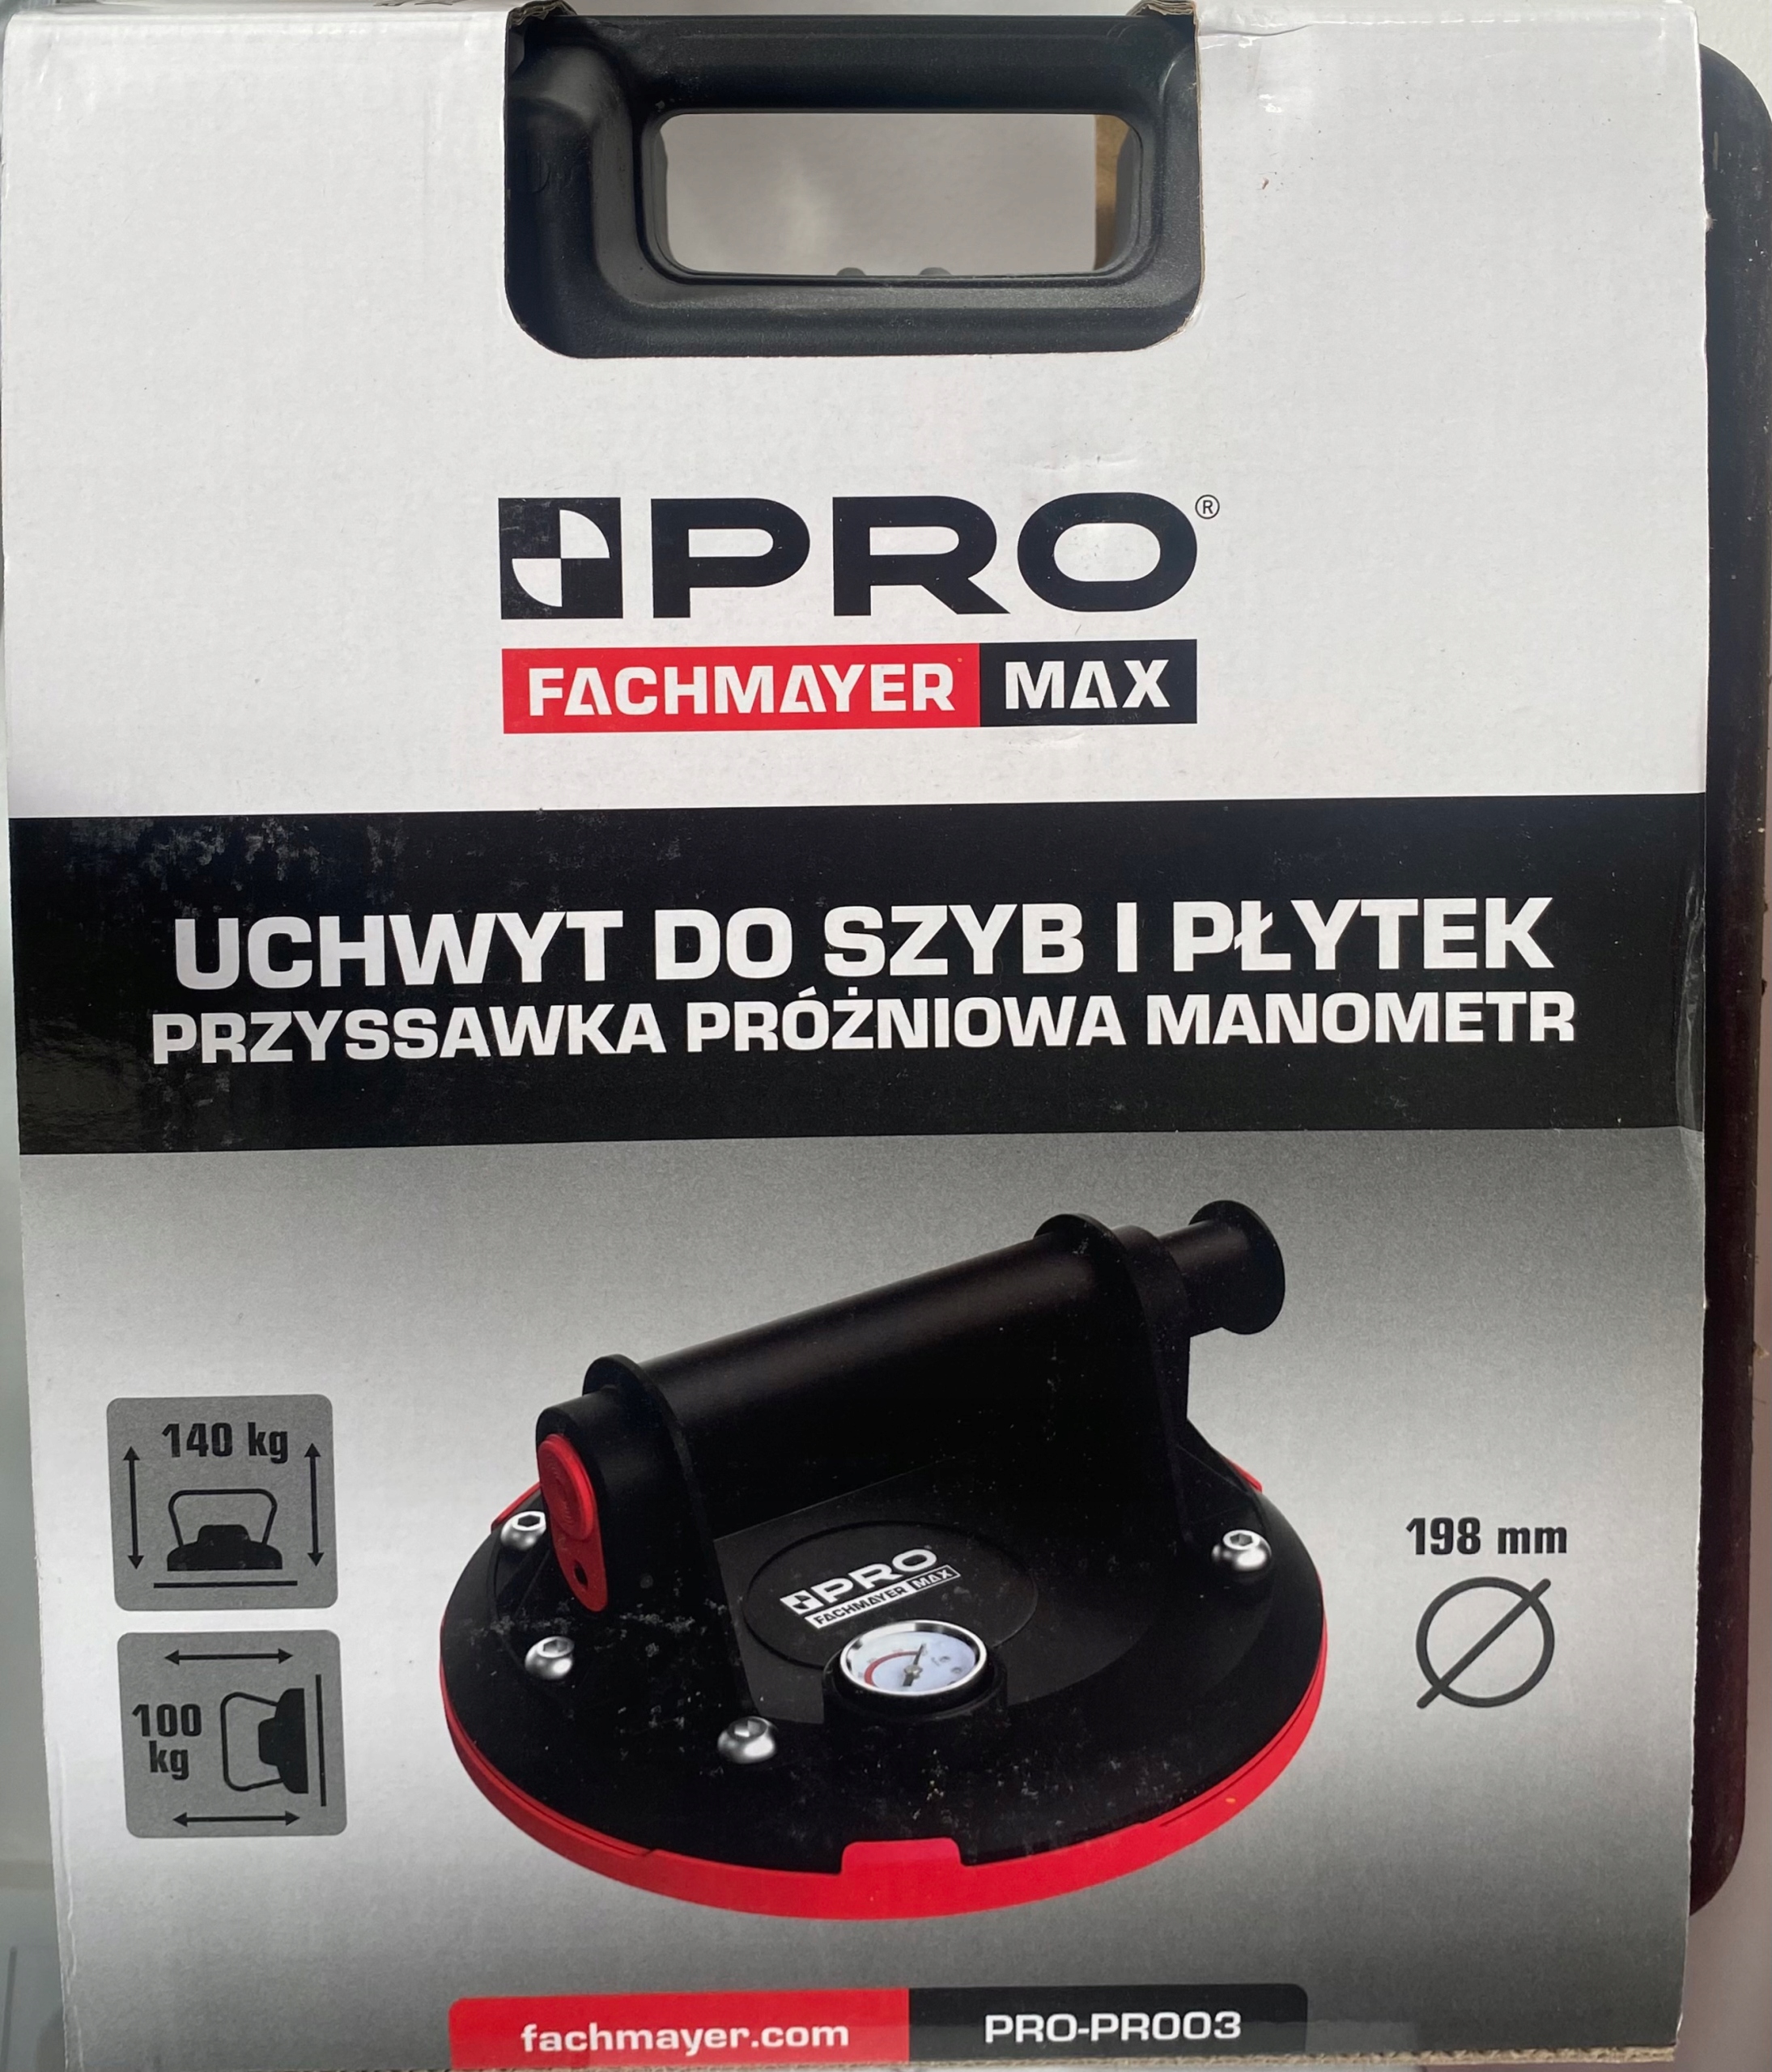 PRO®
FACHMAYER MAX
UCHWYT DO SZYB I PŁYTEK
PRZYSSAWKA PRÓŻNIOWA MANOMETR
140 kg
100
kg
198 mm
PRO
FACHMAYER MAX
fachmayer.com PRO-PR003